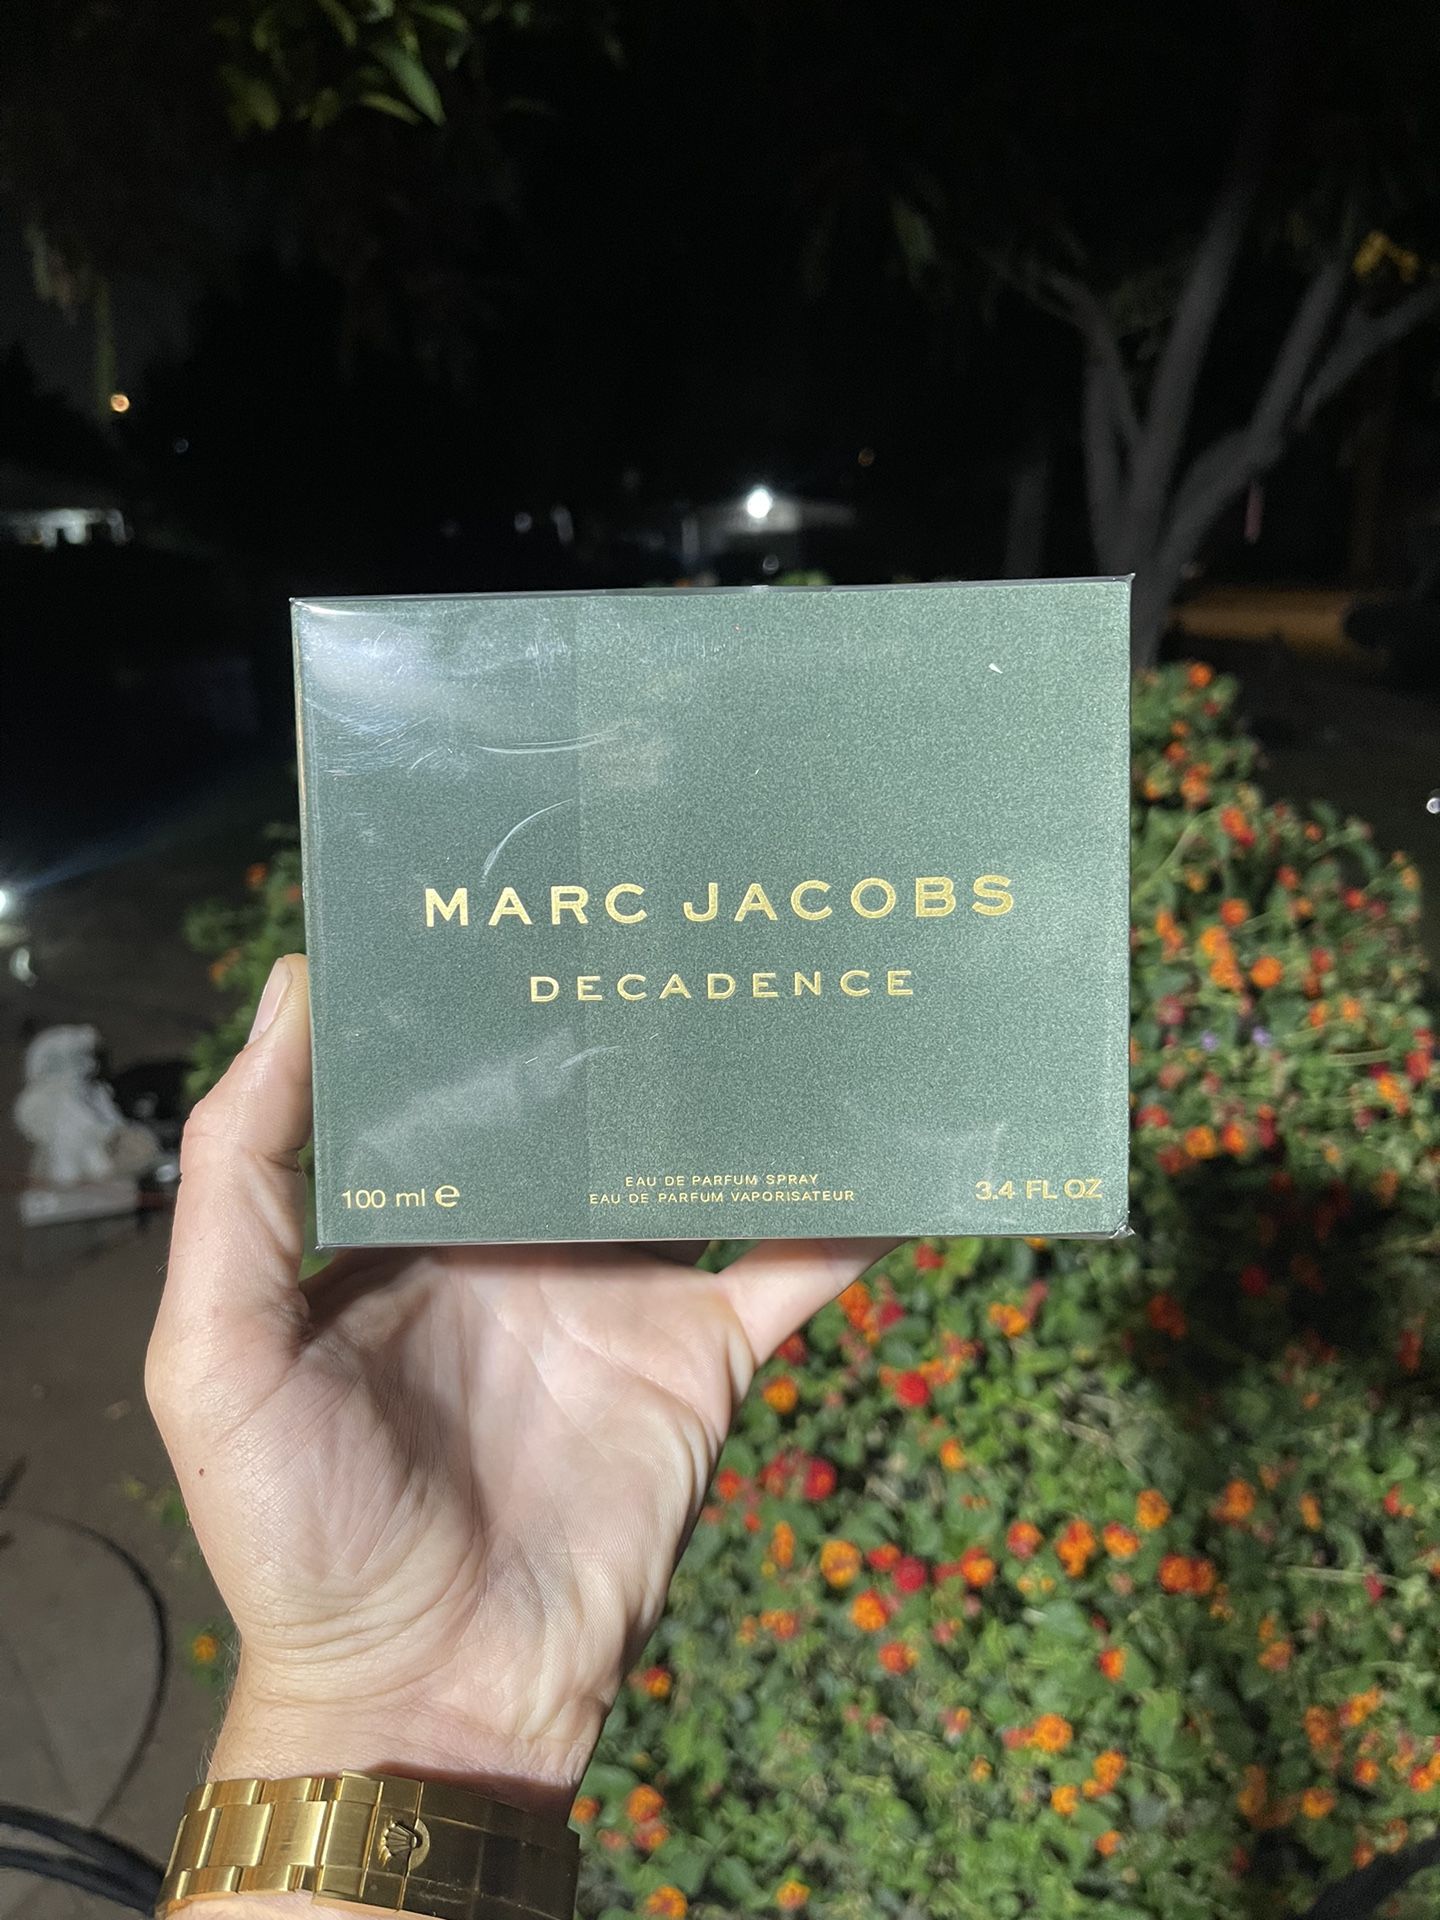 MARC JACOBS
DECADENCE
100 ml e
EAU DE PARFUM SPRAY
EAU DE PARFUM VAPORISATEUR
3.4 FL OZ